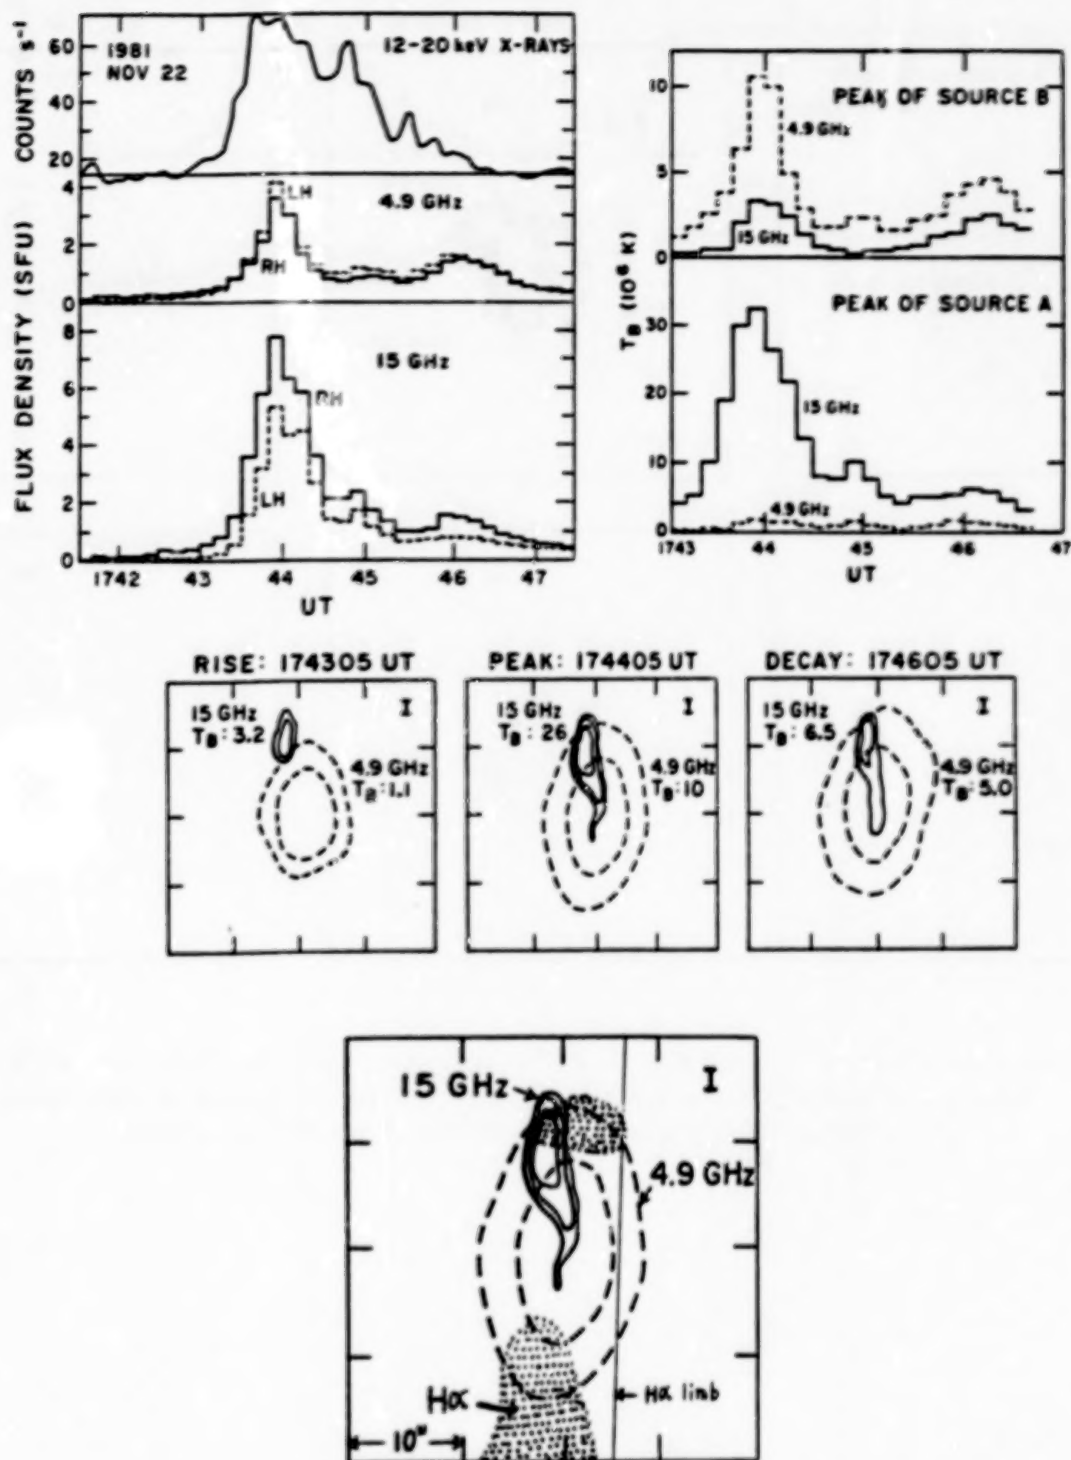 COUNTS s⁻¹
60
40
20
1981
NOV 22
12-20 keV X-RAYS
FLUX DENSITY (SFU)
4
2
0
LH
4.9 GHz
RH
8
6
4
2
0
15 GHz
RH
LH
1742 43 44 45 46 47
UT
T_B (10⁶ K)
10
5
0
PEAK OF SOURCE B
4.9 GHz
15 GHz
30
20
10
0
PEAK OF SOURCE A
15 GHz
4.9 GHz
1743 44 45 46 47
UT
RISE: 174305 UT
15 GHz
T_B: 3.2
I
4.9 GHz
T_B: 1.1
PEAK: 174405 UT
15 GHz
T_B: 26
I
4.9 GHz
T_B: 10
DECAY: 174605 UT
15 GHz
T_B: 6.5
I
4.9 GHz
T_B: 5.0
15 GHz
I
4.9 GHz
Hα
Hα limb
10"